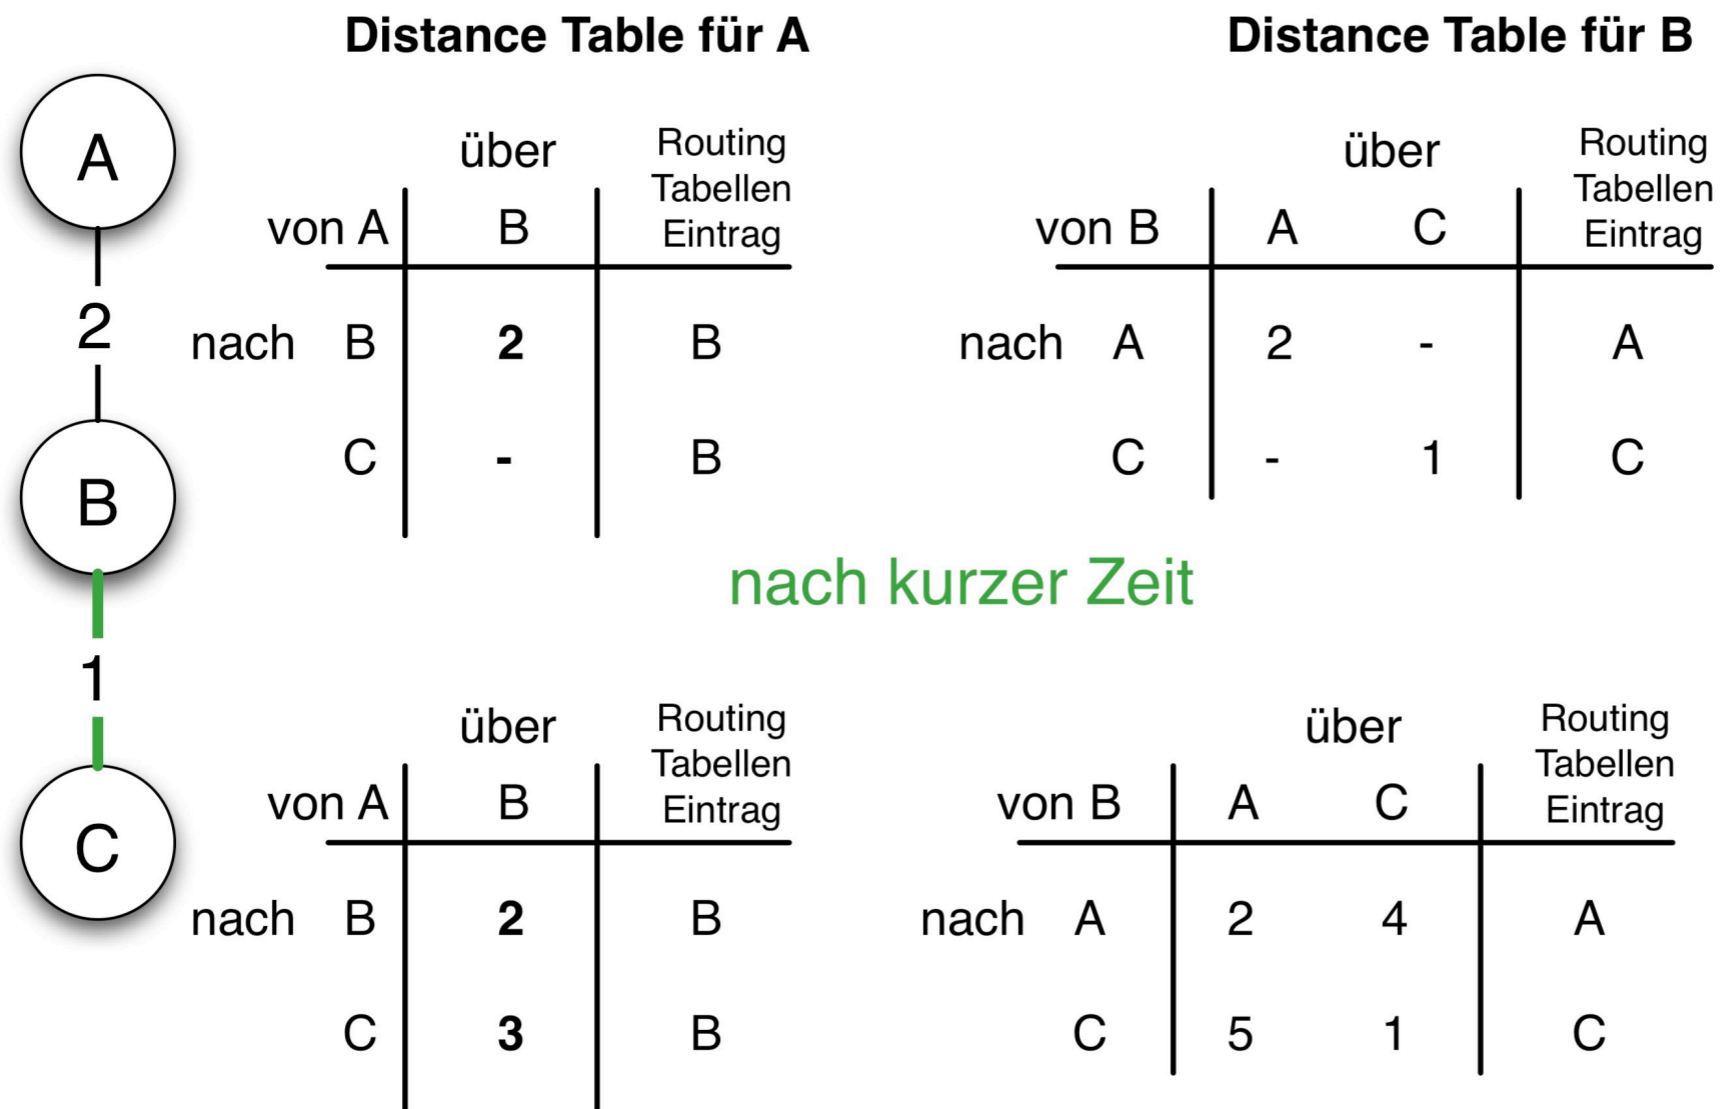 Distance Table für A
Distance Table für B
A
2
B
1
C
über
Routing
Tabellen
Eintrag
von A
B
nach
B
2
B
C
-
B
über
Routing
Tabellen
Eintrag
von B
A
C
nach
A
2
-
A
C
-
1
C
nach kurzer Zeit
über
Routing
Tabellen
Eintrag
von A
B
nach
B
2
B
C
3
B
über
Routing
Tabellen
Eintrag
von B
A
C
nach
A
2
4
A
C
5
1
C